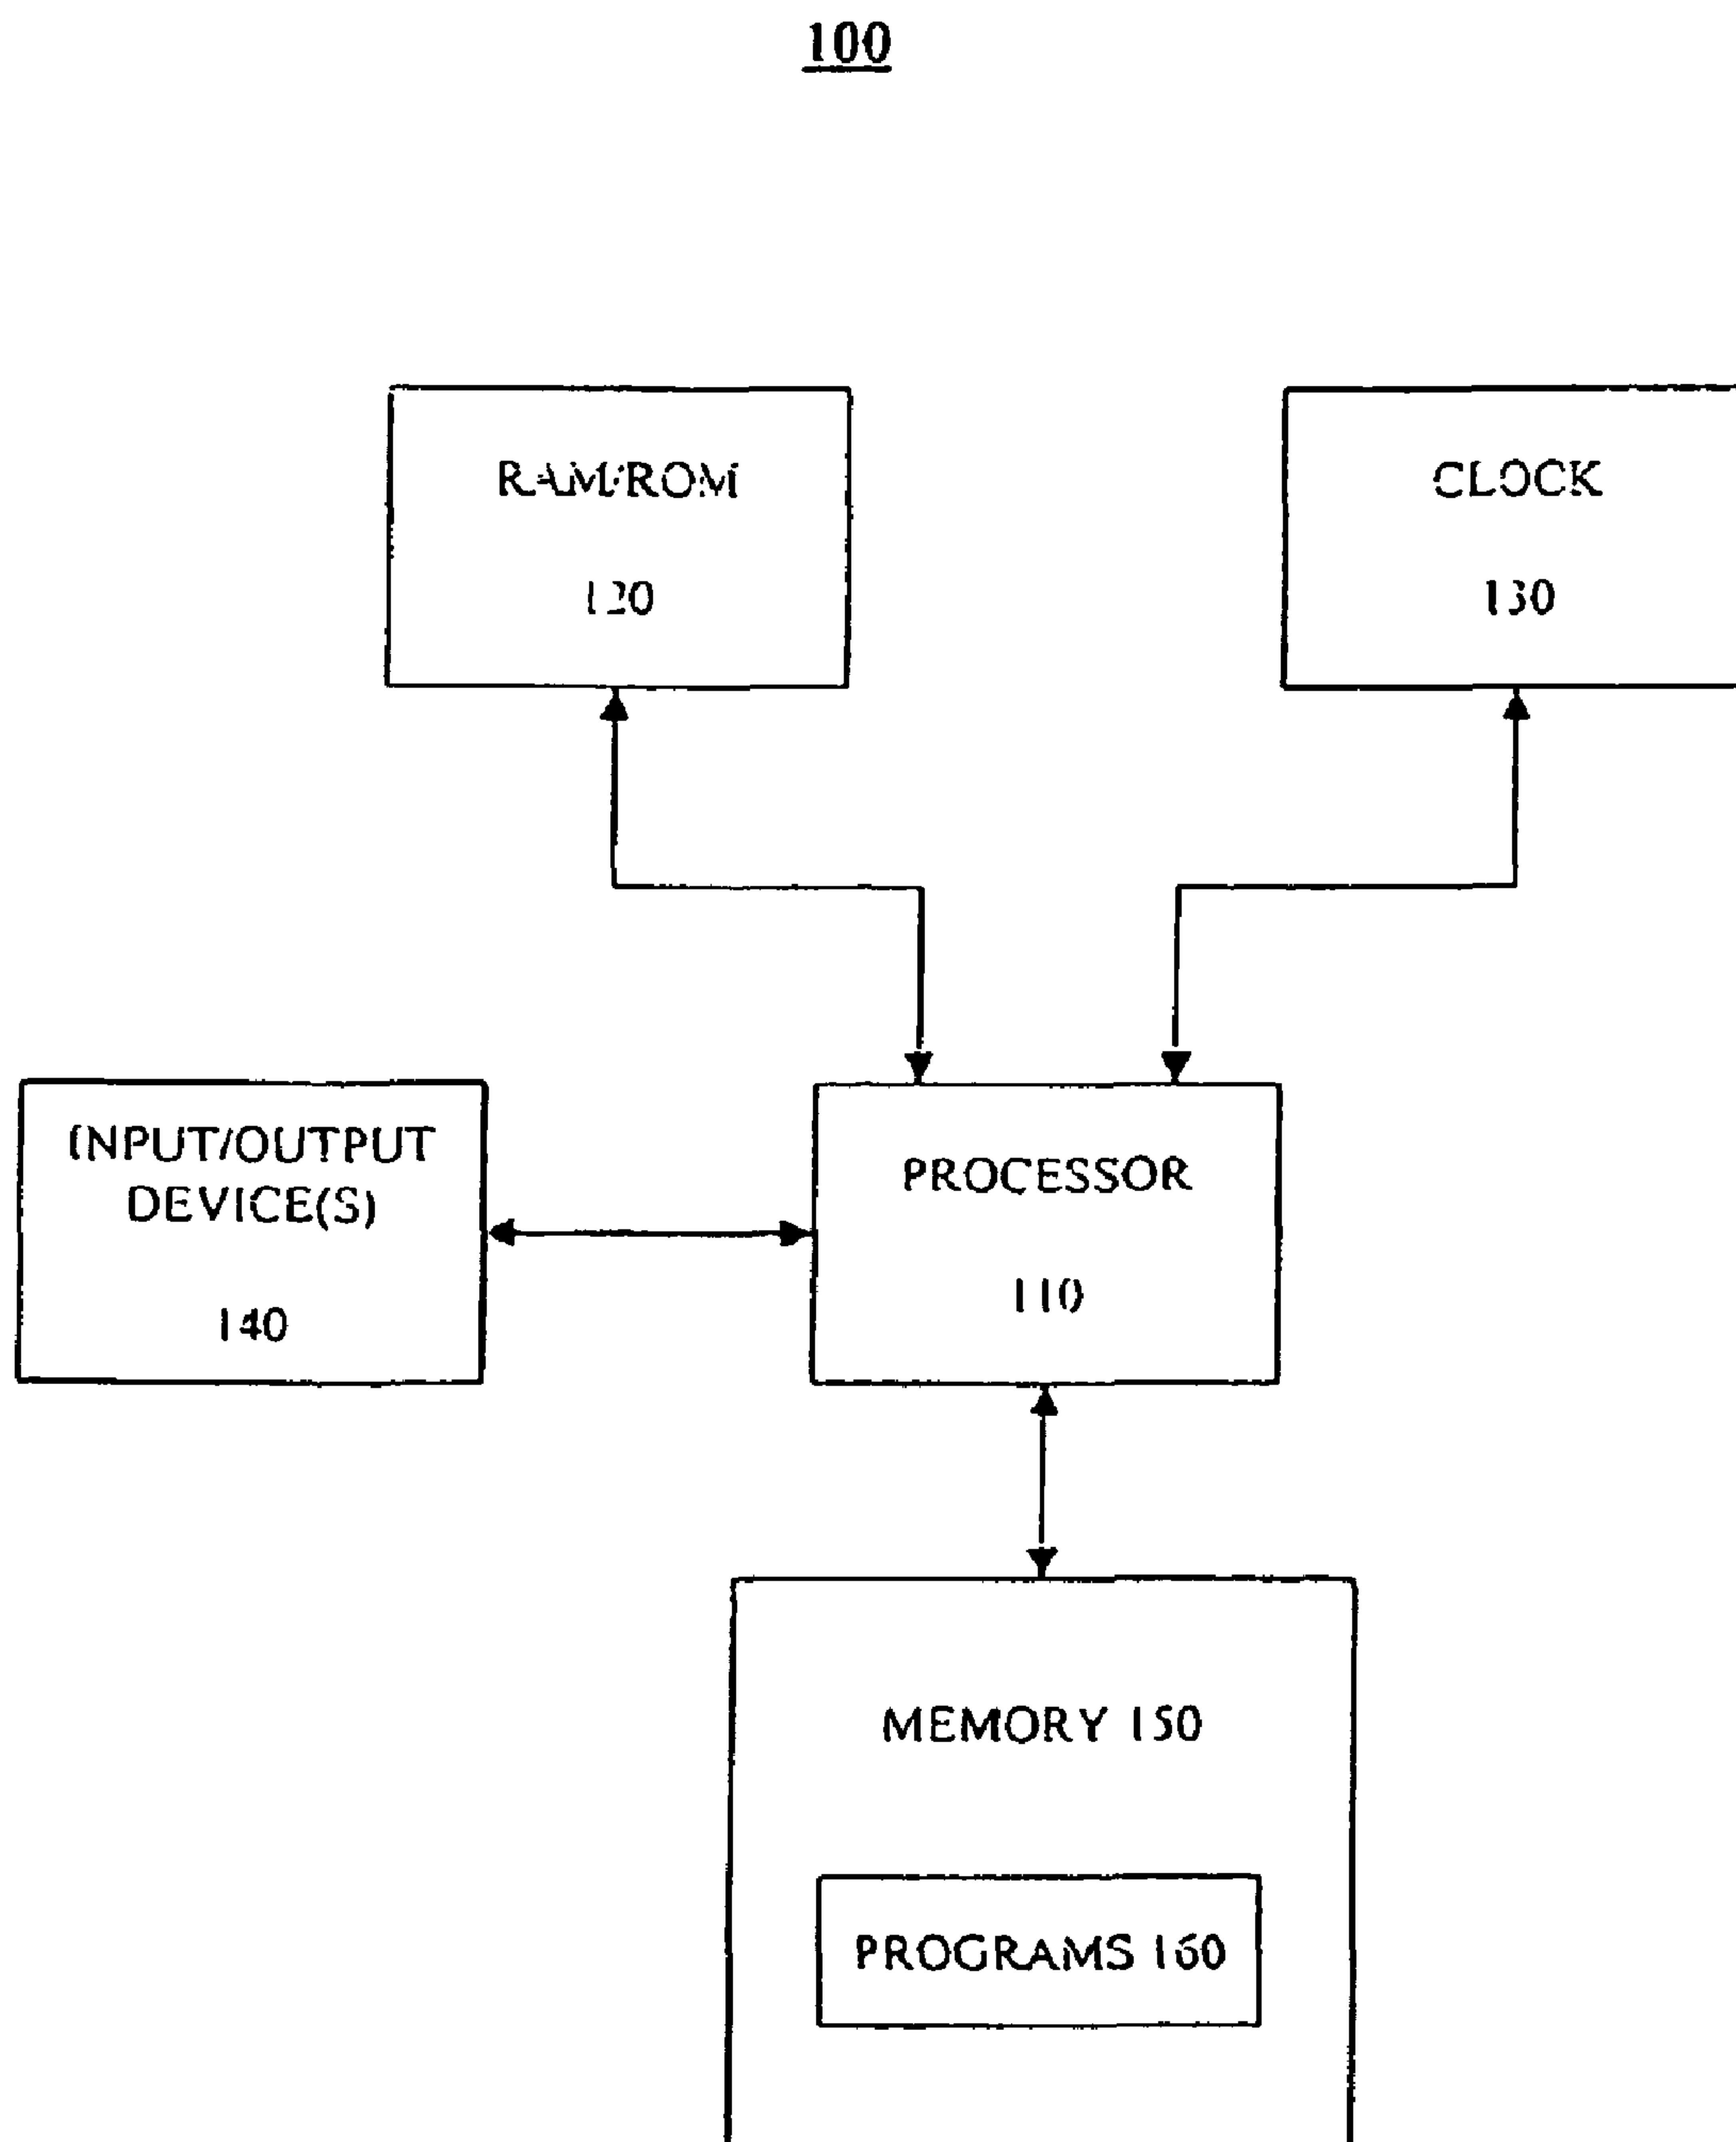 100
RAM/ROM
120
CLOCK
130
INPUT/OUTPUT
DEVICE(S)
140
PROCESSOR
110
MEMORY 150
PROGRAMS 160